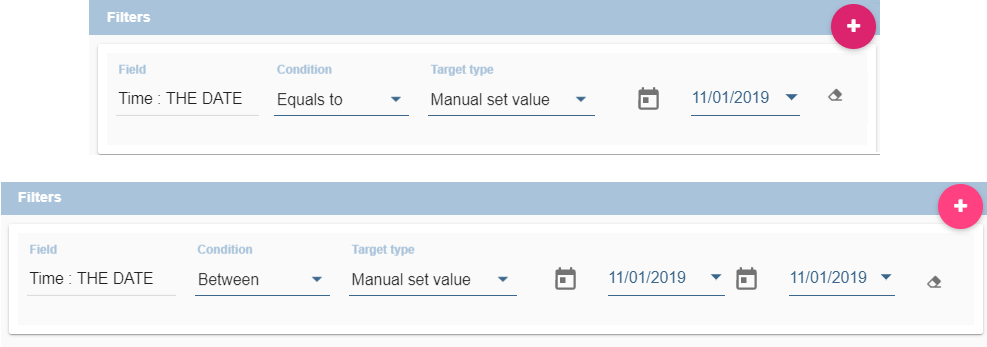 Filters
Field Condition Target type
Time : THE DATE Equals to Manual set value 11/01/2019
Filters
Field Condition Target type
Time : THE DATE Between Manual set value 11/01/2019 11/01/2019